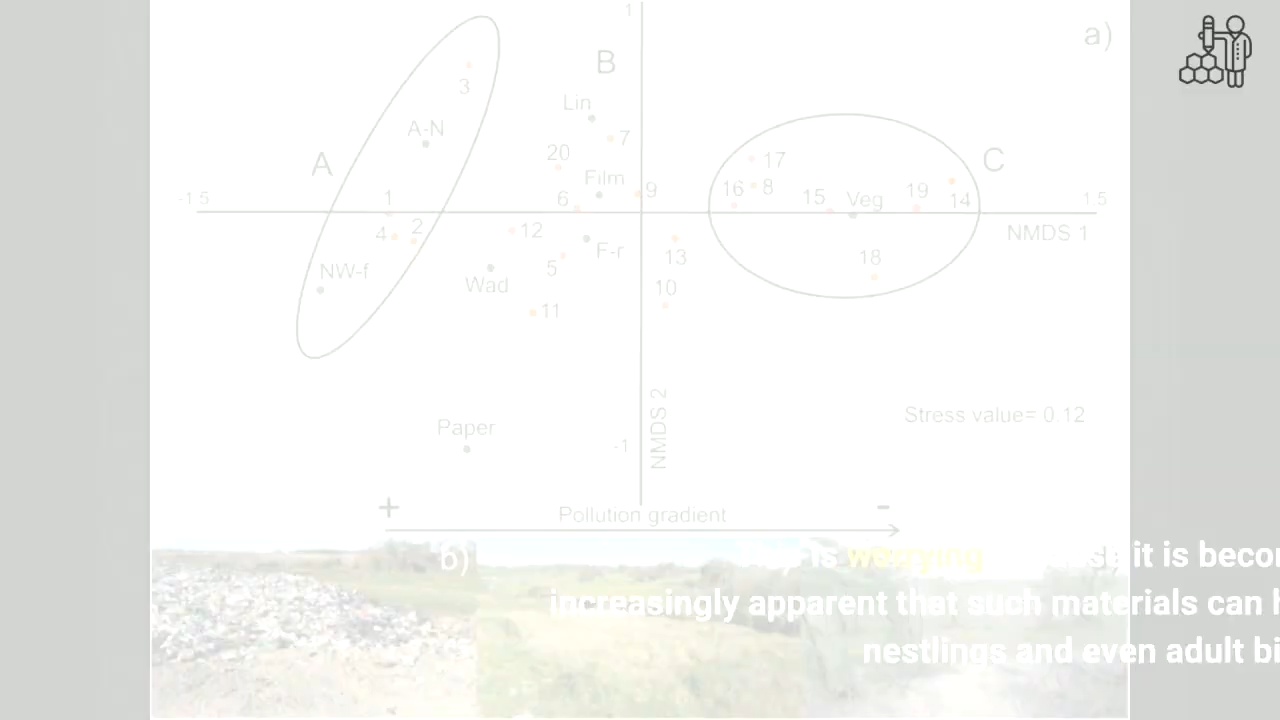 1
a)
B
3
Lin
A-N
7
A
20
17
C
Film
16
8
-1.5
1
6
9
15
Veg
19
14
1.5
4
2
12
F-r
NMDS 1
NW-f
5
13
18
Wad
10
11
NMDS 2
Stress value= 0.12
Paper
-1
+
-
Pollution gradient
b)
is worrying it is
increasingly apparent that such materials can
nestlings and even adult